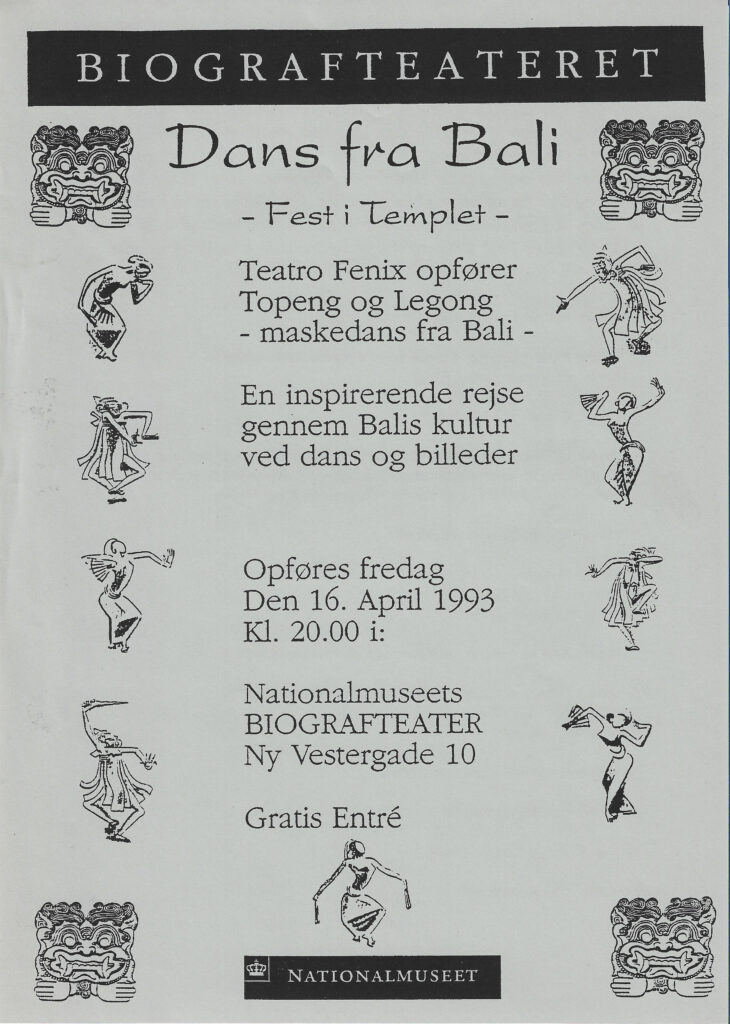 BIOGRAFTEATERET
Dans fra Bali
- Fest i Templet -
Teatro Fenix opfører
Topeng og Legong
- maskedans fra Bali -
En inspirerende rejse
gennem Balis kultur
ved dans og billeder
Opføres fredag
Den 16. April 1993
Kl. 20.00 i:
Nationalmuseets
BIOGRAFTEATER
Ny Vestergade 10
Gratis Entré
NATIONALMUSEET